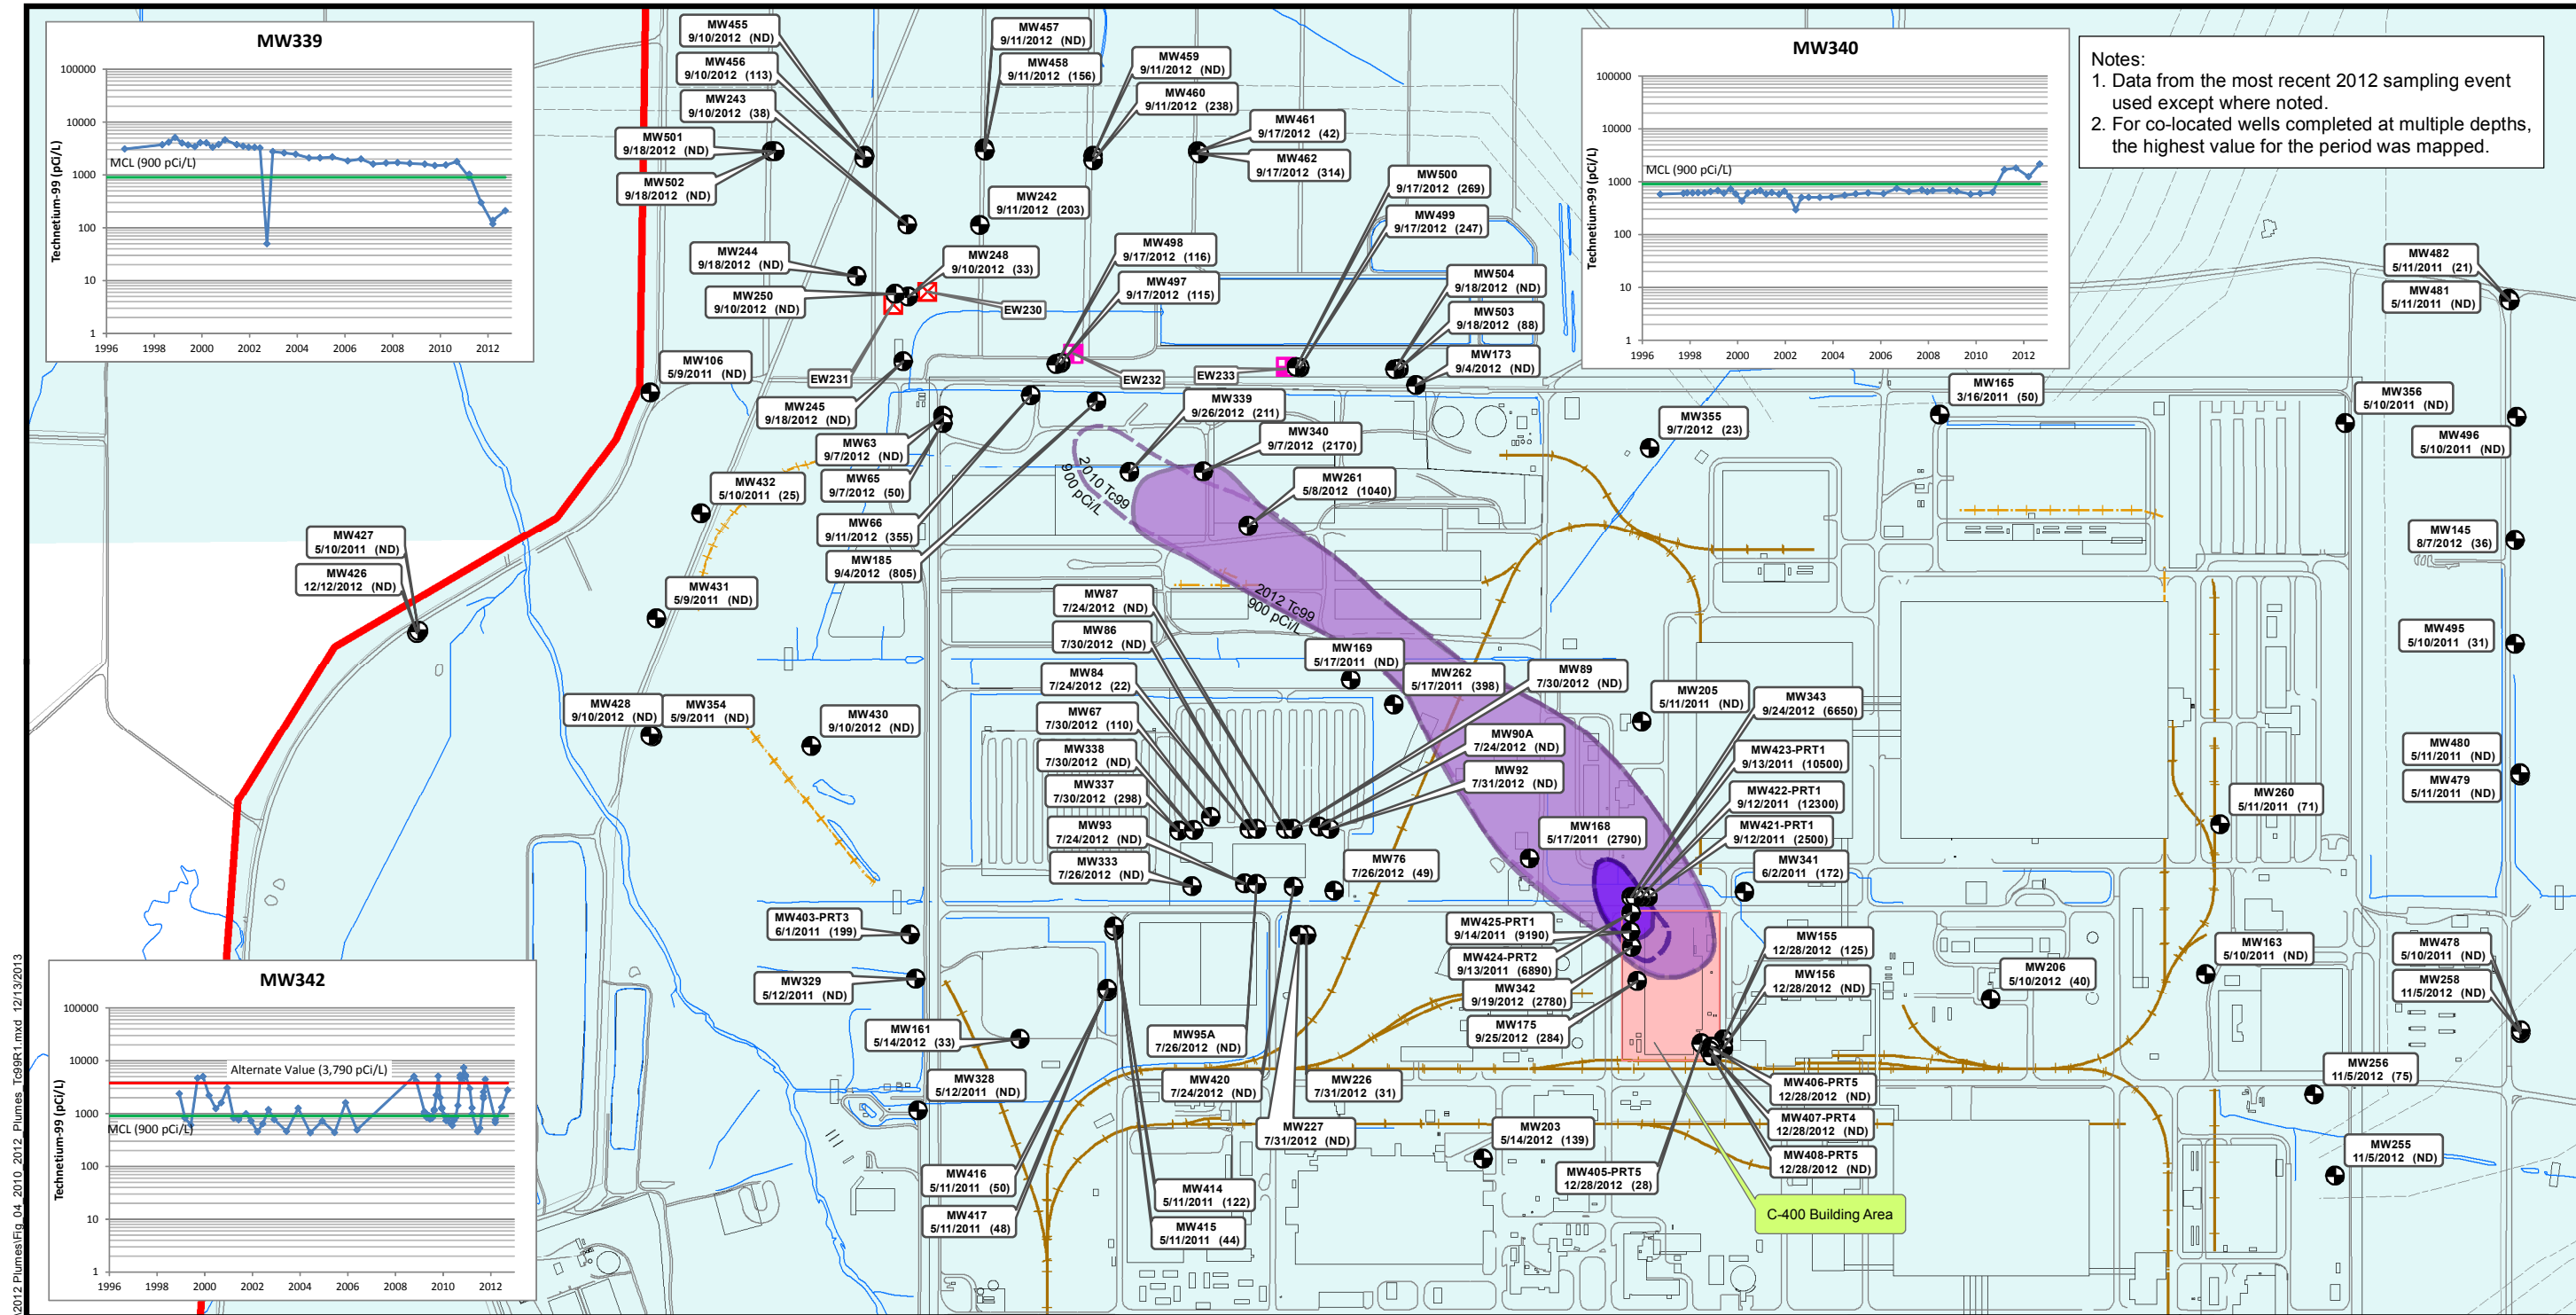 MW339
Technetium-99 (pCi/L)
100000
10000
1000
100
10
1
MCL (900 pCi/L)
1996 1998 2000 2002 2004 2006 2008 2010 2012
MW340
Technetium-99 (pCi/L)
100000
10000
1000
100
10
1
MCL (900 pCi/L)
1996 1998 2000 2002 2004 2006 2008 2010 2012
Notes:
1. Data from the most recent 2012 sampling event
used except where noted.
2. For co-located wells completed at multiple depths,
the highest value for the period was mapped.
MW455
9/10/2012 (ND)
MW456
9/10/2012 (113)
MW243
9/10/2012 (38)
MW501
9/18/2012 (ND)
MW502
9/18/2012 (ND)
MW457
9/11/2012 (ND)
MW458
9/11/2012 (156)
MW459
9/11/2012 (ND)
MW460
9/11/2012 (238)
MW461
9/17/2012 (42)
MW462
9/17/2012 (314)
MW242
9/11/2012 (203)
MW500
9/17/2012 (269)
MW499
9/17/2012 (247)
MW498
9/17/2012 (116)
MW497
9/17/2012 (115)
MW244
9/18/2012 (ND)
MW248
9/10/2012 (33)
MW250
9/10/2012 (ND)
EW230
MW504
9/18/2012 (ND)
MW503
9/18/2012 (88)
MW173
9/4/2012 (ND)
MW482
5/11/2011 (21)
MW481
5/11/2011 (ND)
MW106
5/9/2011 (ND)
EW231
EW232
EW233
MW245
9/18/2012 (ND)
MW339
9/26/2012 (211)
MW340
9/7/2012 (2170)
MW355
9/7/2012 (23)
MW165
3/16/2011 (50)
MW356
5/10/2011 (ND)
MW496
5/10/2011 (ND)
MW63
9/7/2012 (ND)
MW65
9/7/2012 (50)
MW432
5/10/2011 (25)
2010 Tc99
900 pCi/L
MW261
5/8/2012 (1040)
MW66
9/11/2012 (355)
MW185
9/4/2012 (805)
MW427
5/10/2011 (ND)
MW426
12/12/2012 (ND)
MW145
8/7/2012 (36)
MW431
5/9/2011 (ND)
2012 Tc99
900 pCi/L
MW87
7/24/2012 (ND)
MW86
7/30/2012 (ND)
MW84
7/24/2012 (22)
MW67
7/30/2012 (110)
MW338
7/30/2012 (ND)
MW337
7/30/2012 (298)
MW93
7/24/2012 (ND)
MW333
7/26/2012 (ND)
MW169
5/17/2011 (ND)
MW262
5/17/2011 (398)
MW89
7/30/2012 (ND)
MW90A
7/24/2012 (ND)
MW92
7/31/2012 (ND)
MW205
5/11/2011 (ND)
MW343
9/24/2012 (6650)
MW423-PRT1
9/13/2011 (10500)
MW422-PRT1
9/12/2011 (12300)
MW421-PRT1
9/12/2011 (2500)
MW341
6/2/2011 (172)
MW495
5/10/2011 (31)
MW428
9/10/2012 (ND)
MW354
5/9/2011 (ND)
MW430
9/10/2012 (ND)
MW480
5/11/2011 (ND)
MW479
5/11/2011 (ND)
MW260
5/11/2011 (71)
MW168
5/17/2011 (2790)
MW76
7/26/2012 (49)
MW403-PRT3
6/1/2011 (199)
MW329
5/12/2011 (ND)
MW425-PRT1
9/14/2011 (9190)
MW424-PRT2
9/13/2011 (6890)
MW342
9/19/2012 (2780)
MW175
9/25/2012 (284)
MW155
12/28/2012 (125)
MW156
12/28/2012 (ND)
MW206
5/10/2012 (40)
MW163
5/10/2011 (ND)
MW478
5/10/2011 (ND)
MW258
11/5/2012 (ND)
MW161
5/14/2012 (33)
MW328
5/12/2011 (ND)
MW95A
7/26/2012 (ND)
MW420
7/24/2012 (ND)
MW226
7/31/2012 (31)
MW227
7/31/2012 (ND)
MW203
5/14/2012 (139)
MW406-PRT5
12/28/2012 (ND)
MW407-PRT4
12/28/2012 (ND)
MW408-PRT5
12/28/2012 (ND)
MW405-PRT5
12/28/2012 (28)
MW256
11/5/2012 (75)
MW255
11/5/2012 (ND)
MW416
5/11/2011 (50)
MW417
5/11/2011 (48)
MW414
5/11/2011 (122)
MW415
5/11/2011 (44)
C-400 Building Area
MW342
Technetium-99 (pCi/L)
100000
10000
1000
100
10
1
Alternate Value (3,790 pCi/L)
MCL (900 pCi/L)
1996 1998 2000 2002 2004 2006 2008 2010 2012
2012 Plumes\Fig_04_2010_2012_Plumes_Tc99R1.mxd 12/13/2013